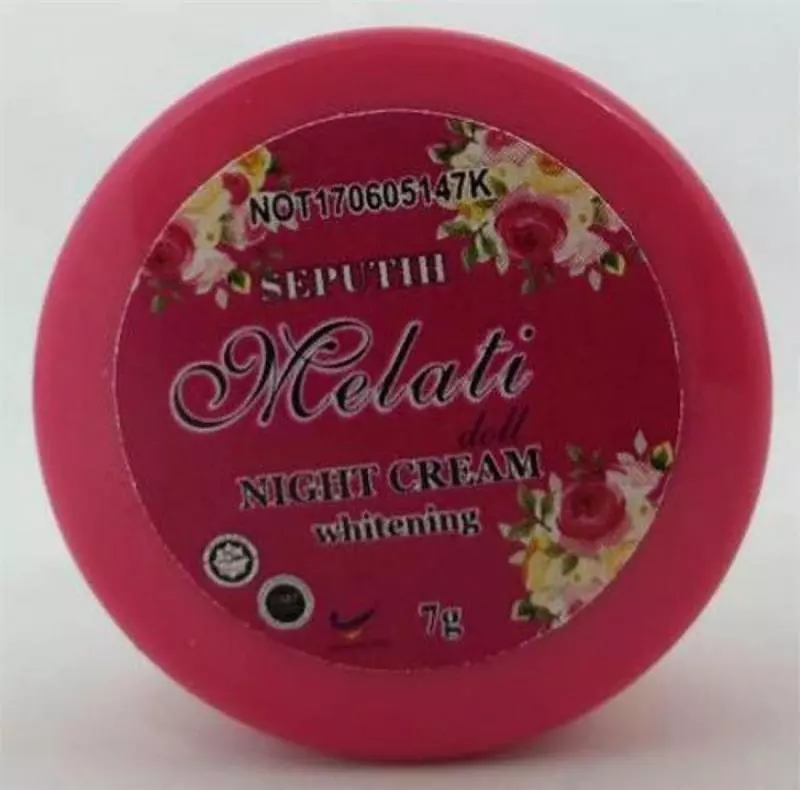 NOT170605147K
SEPUTIH
Melati
doll
NIGHT CREAM
whitening
7g